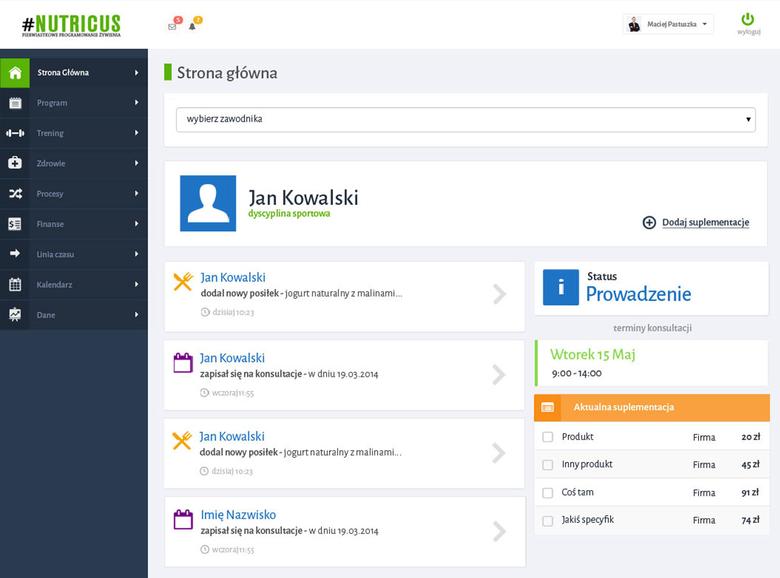 #NUTRICUS
PIERWIASTKOWE PROGRAMOWANIE ŻYWIENIA
5
7
Maciej Pastuszka
wyloguj
Strona Główna
Program
Trening
Zdrowie
Procesy
Finanse
Linia czasu
Kalendarz
Dane
Strona główna
wybierz zawodnika
Jan Kowalski
dyscyplina sportowa
Dodaj suplementacje
Jan Kowalski
dodał nowy posiłek - jogurt naturalny z malinami...
dzisiaj 10:23
Jan Kowalski
zapisał się na konsultacje - w dniu 19.03.2014
wczoraj 11:55
Jan Kowalski
dodal nowy posiłek - jogurt naturalny z malinami...
dzisiaj 10:23
Imię Nazwisko
zapisał się na konsultacje - w dniu 19.03.2014
wczoraj 11:55
Status
Prowadzenie
terminy konsultacji
Wtorek 15 Maj
9:00 - 14:00
Aktualna suplementacja
Produkt Firma 20 zł
Inny produkt Firma 45 zł
Coś tam Firma 91 zł
Jakiś specyfik Firma 74 zł